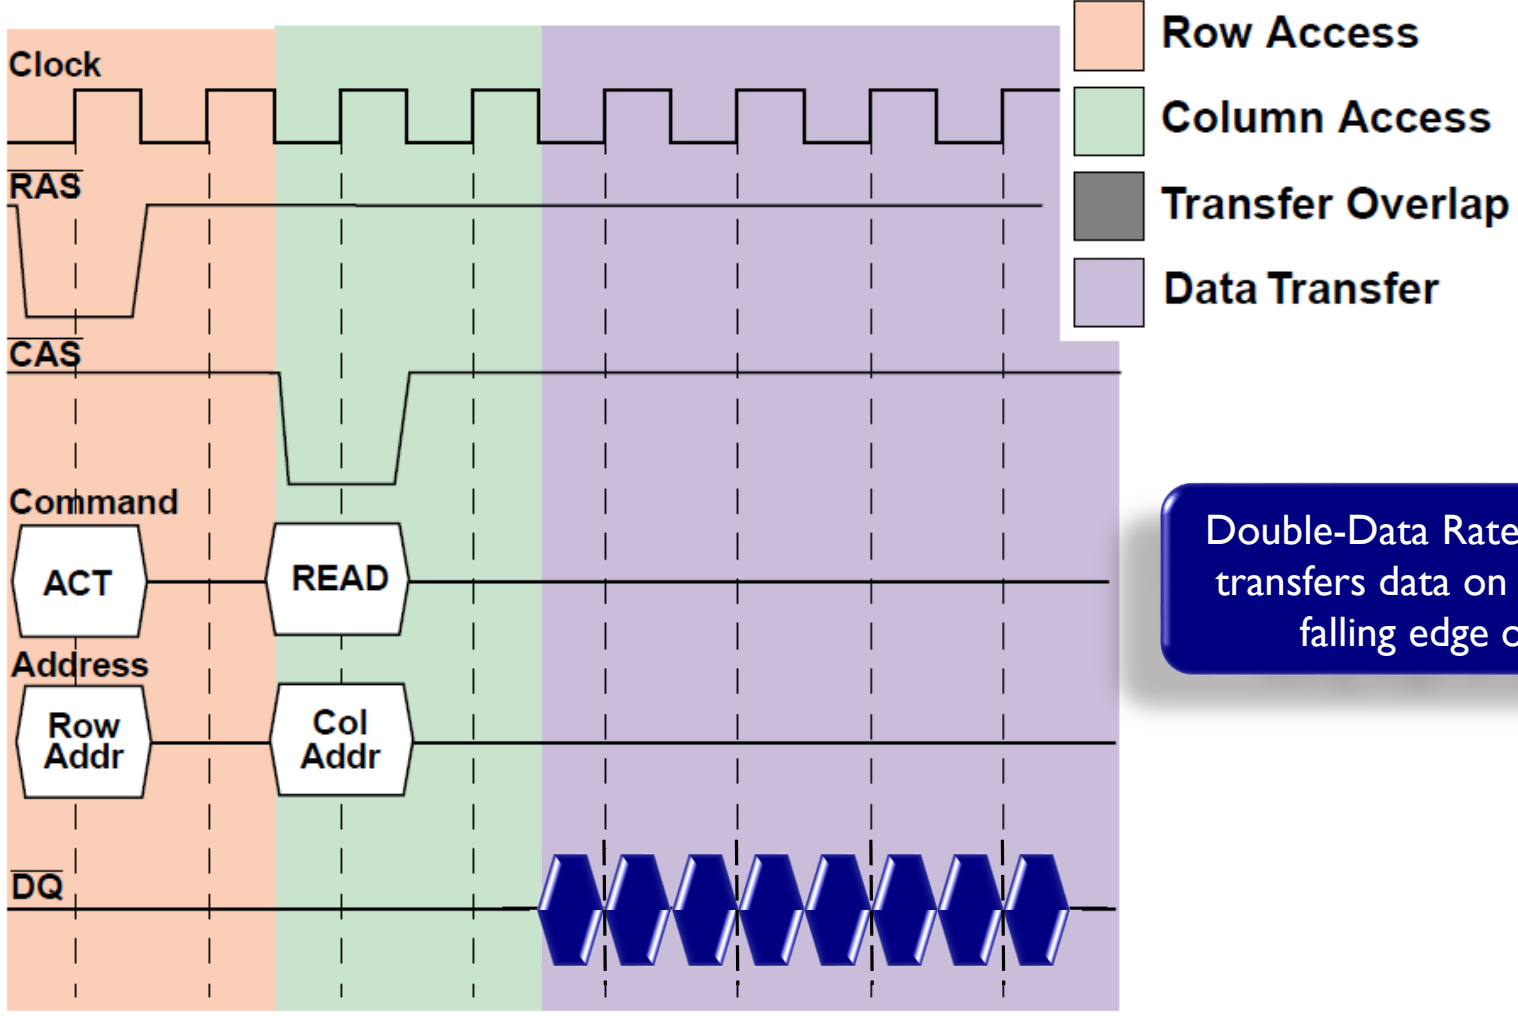 Clock
RAS
CAS
Command
ACT
READ
Address
Row
Addr
Col
Addr
DQ
Row Access
Column Access
Transfer Overlap
Data Transfer
Double-Data Rate
transfers data on
falling edge